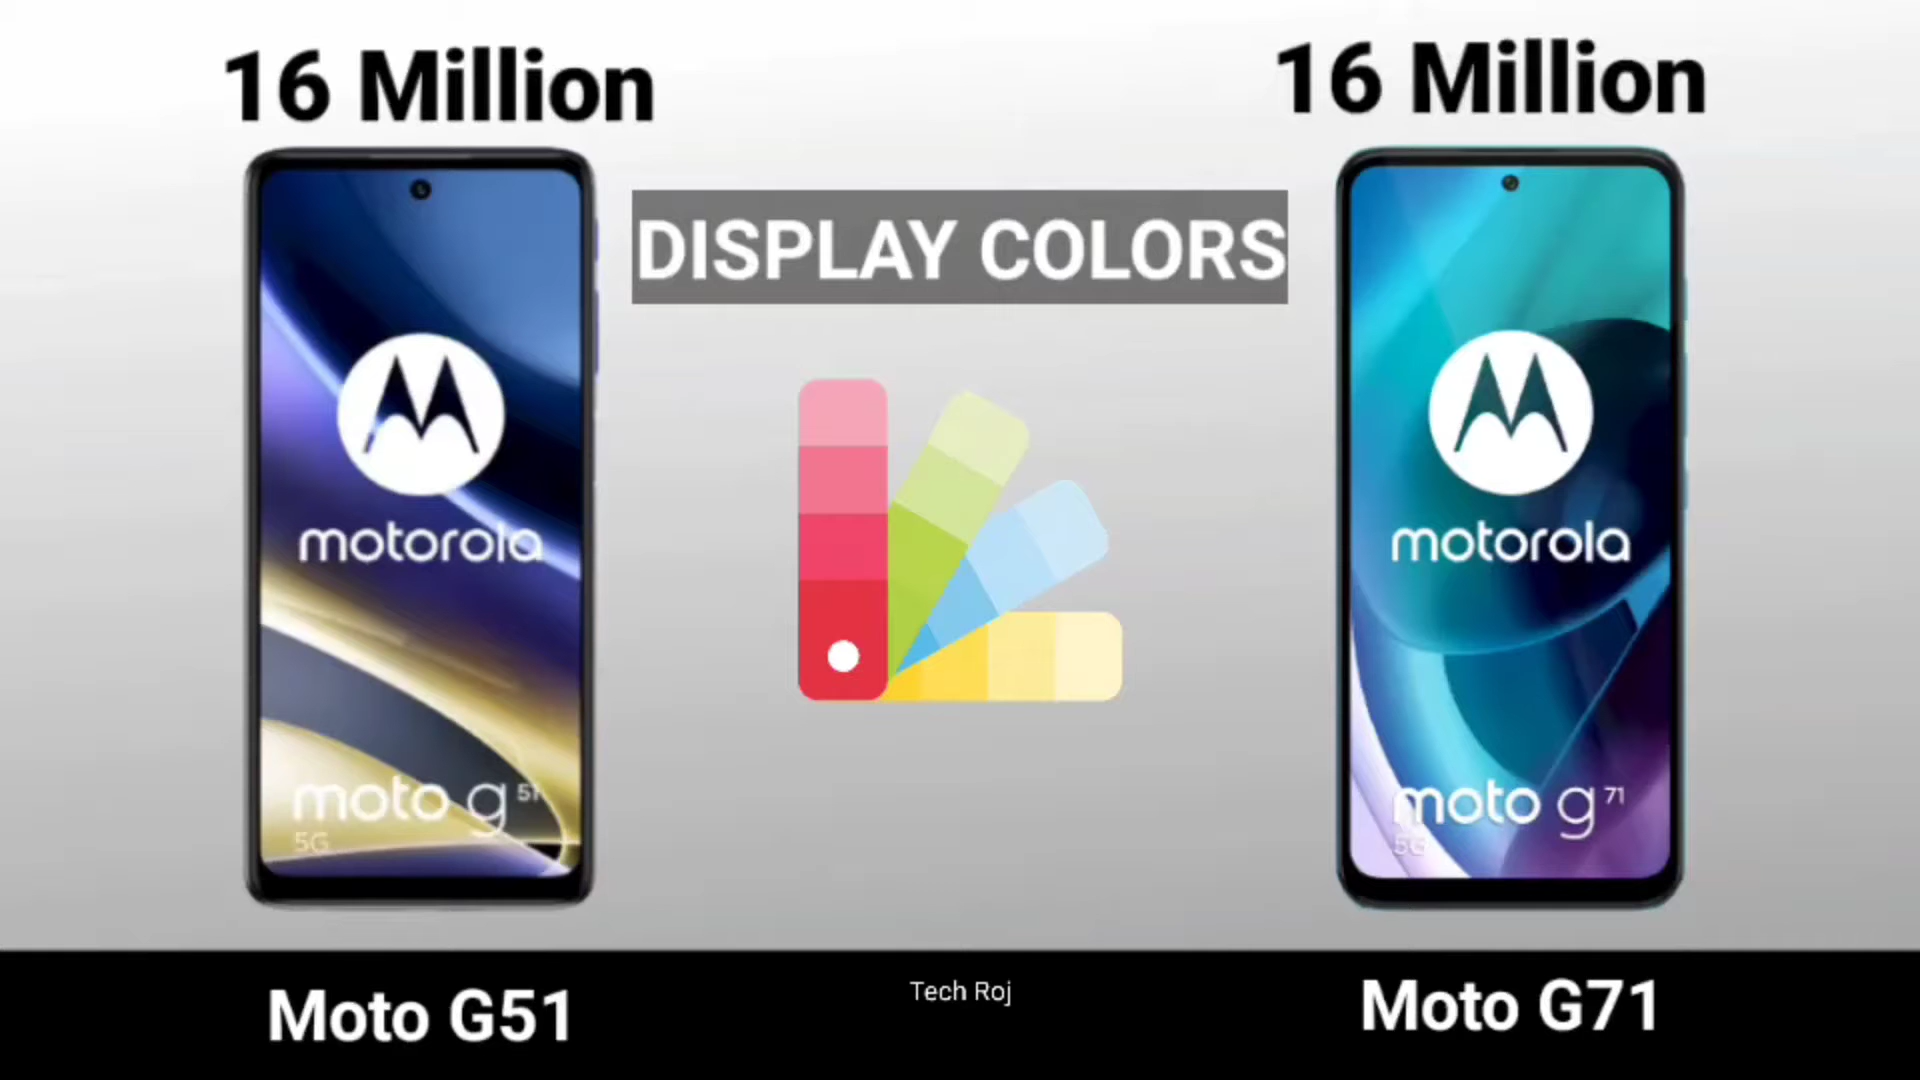 16 Million
16 Million
DISPLAY COLORS
motorola
motorola
moto g 51
5G
moto g 71
5G
Moto G51
Tech Roj
Moto G71